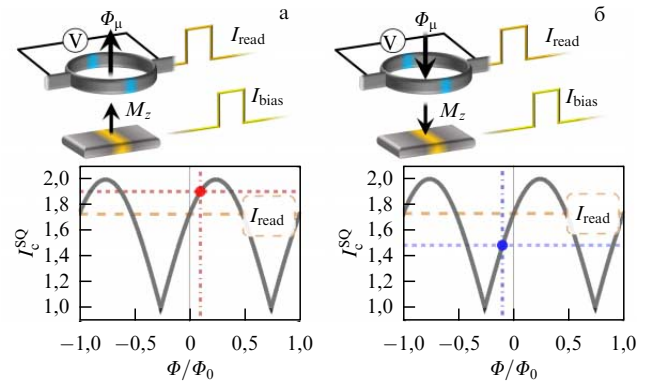 а
Φμ
V
Iread
Mz
Ibias
2,0
1,8
1,6
1,4
1,2
1,0
IcSQ
Iread
−1,0 −0,5 0 0,5 1,0
Φ/Φ0
б
Φμ
V
Iread
Mz
Ibias
2,0
1,8
1,6
1,4
1,2
1,0
IcSQ
Iread
−1,0 −0,5 0 0,5 1,0
Φ/Φ0